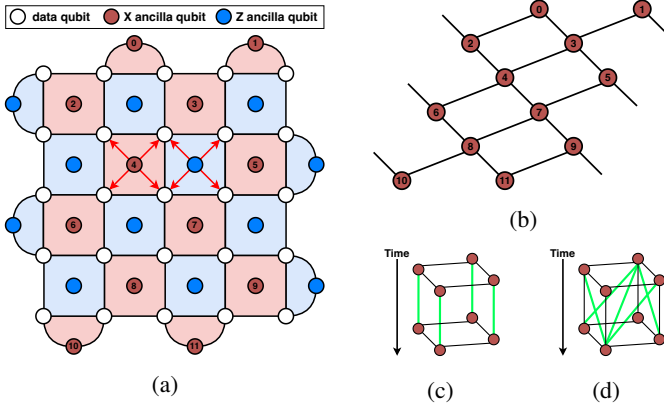 data qubit X ancilla qubit Z ancilla qubit
0 1
2 3
4 5
6 7
8 9
10 11
(a)
0 1
2 3
4 5
6 7
8 9
10 11
(b)
Time
(c)
Time
(d)